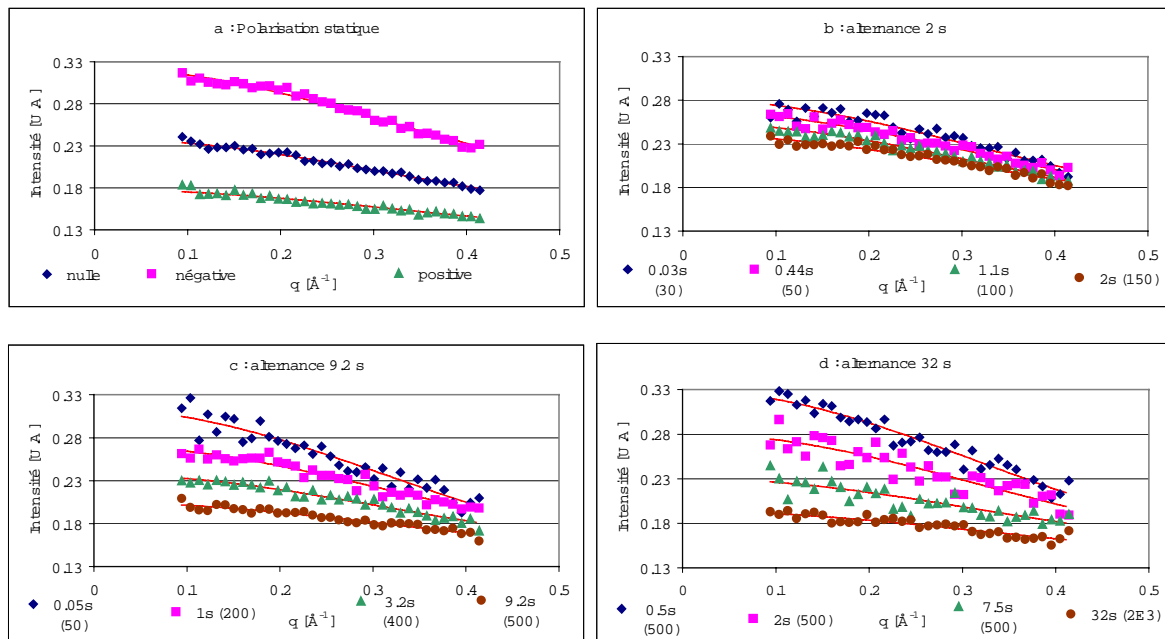 a : Polarisation statique
Intensité [U A]
0.33
0.28
0.23
0.18
0.13
0 0.1 0.2 0.3 0.4 0.5
q [Å⁻¹]
nulle négative positive
b : alternance 2 s
Intensité [U A]
0.33
0.28
0.23
0.18
0.13
0 0.1 0.2 0.3 0.4 0.5
q [Å⁻¹]
0.03s (30)
0.44s (50)
1.1s (100)
2s (150)
c : alternance 9.2 s
Intensité [U A]
0.33
0.28
0.23
0.18
0.13
0 0.1 0.2 0.3 0.4 0.5
q [Å⁻¹]
0.05s (50)
1s (200)
3.2s (400)
9.2s (500)
d : alternance 32 s
Intensité [U A]
0.33
0.28
0.23
0.18
0.13
0 0.1 0.2 0.3 0.4 0.5
q [Å⁻¹]
0.5s (500)
2s (500)
7.5s (500)
32s (2E3)